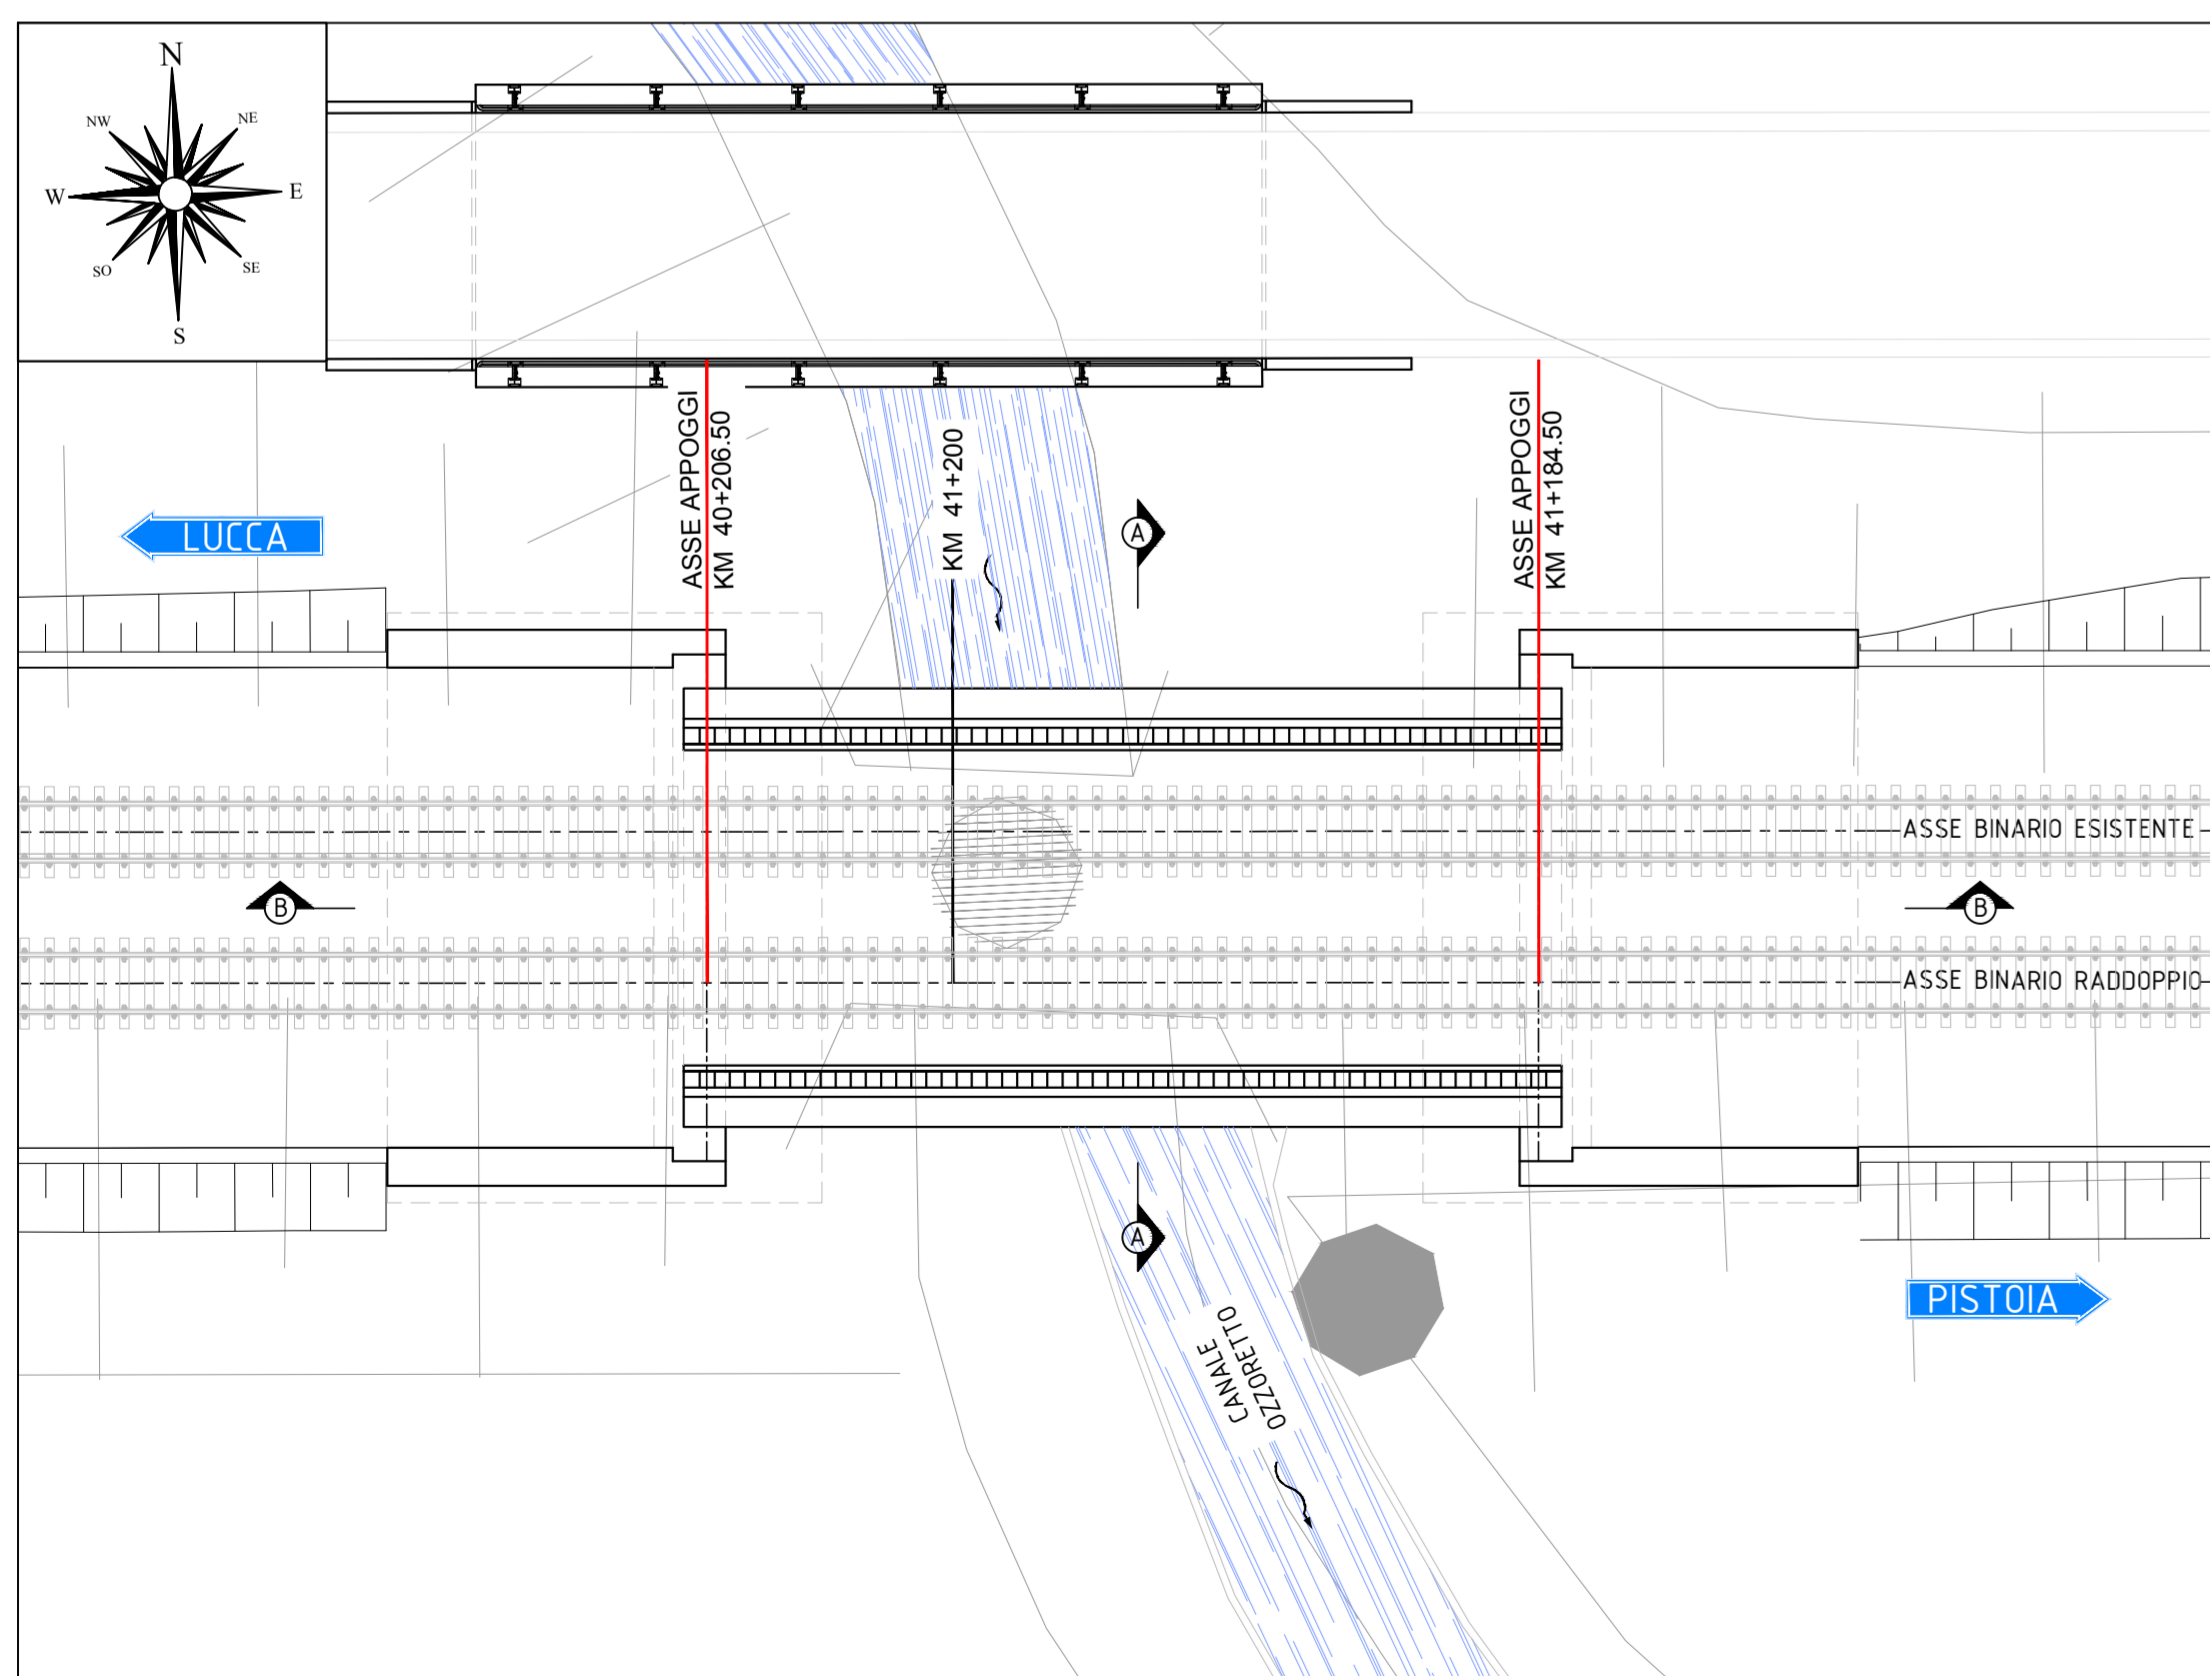 N
NW
NE
W
E
SO
SE
S
ASSE APPOGGI
KM 40+206.50
KM 41+200
ASSE APPOGGI
KM 41+184.50
A
LUCCA
ASSE BINARIO ESISTENTE
B
B
ASSE BINARIO RADDOPPIO
A
PISTOIA
CANALE
OZZORETTO